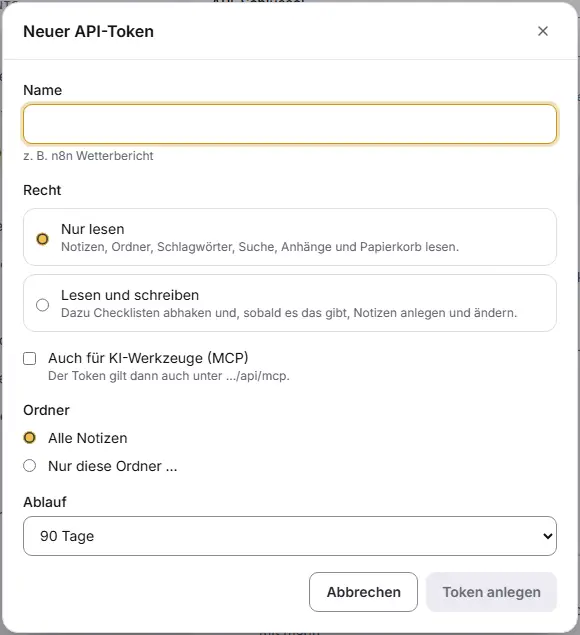 Neuer API-Token
Name
z. B. n8n Wetterbericht
Recht
Nur lesen
Notizen, Ordner, Schlagwörter, Suche, Anhänge und Papierkorb lesen.
Lesen und schreiben
Dazu Checklisten abhaken und, sobald es das gibt, Notizen anlegen und ändern.
Auch für KI-Werkzeuge (MCP)
Der Token gilt dann auch unter …/api/mcp.
Ordner
Alle Notizen
Nur diese Ordner …
Ablauf
90 Tage
Abbrechen
Token anlegen